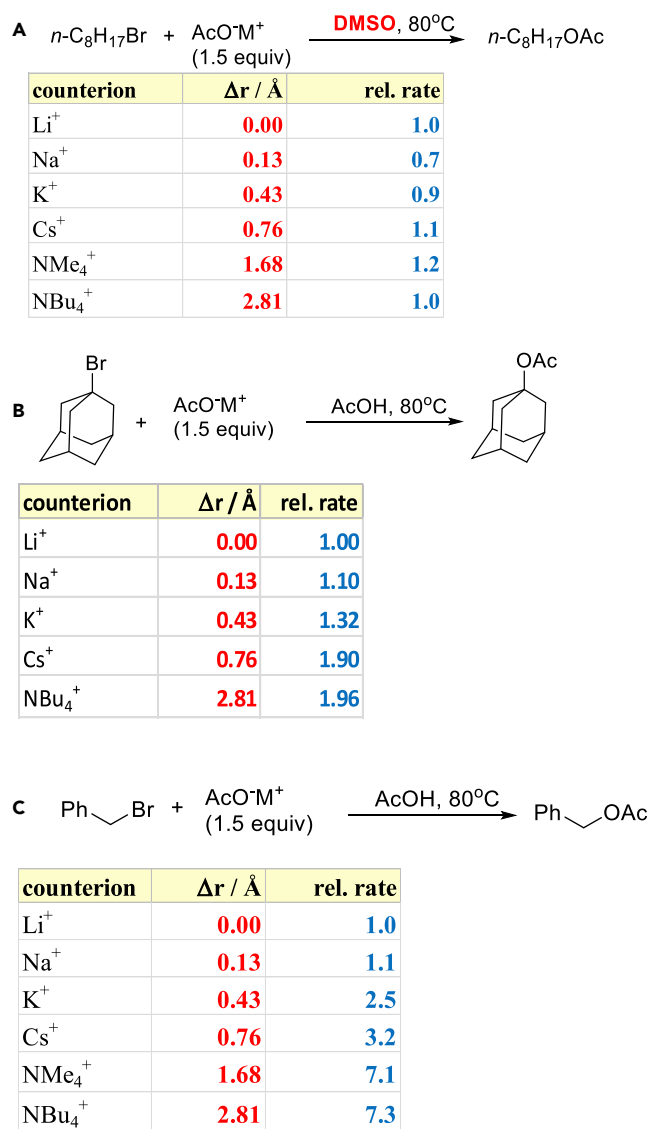 A
n-C₈H₁₇Br + AcO⁻M⁺ DMSO, 80°C n-C₈H₁₇OAc
(1.5 equiv)
counterion Δr / Å rel. rate
Li⁺ 0.00 1.0
Na⁺ 0.13 0.7
K⁺ 0.43 0.9
Cs⁺ 0.76 1.1
NMe₄⁺ 1.68 1.2
NBu₄⁺ 2.81 1.0
Br OAc
B
+ AcO⁻M⁺ AcOH, 80°C
(1.5 equiv)
counterion Δr / Å rel. rate
Li⁺ 0.00 1.00
Na⁺ 0.13 1.10
K⁺ 0.43 1.32
Cs⁺ 0.76 1.90
NBu₄⁺ 2.81 1.96
C
Ph Br + AcO⁻M⁺ AcOH, 80°C Ph OAc
(1.5 equiv)
counterion Δr / Å rel. rate
Li⁺ 0.00 1.0
Na⁺ 0.13 1.1
K⁺ 0.43 2.5
Cs⁺ 0.76 3.2
NMe₄⁺ 1.68 7.1
NBu₄⁺ 2.81 7.3